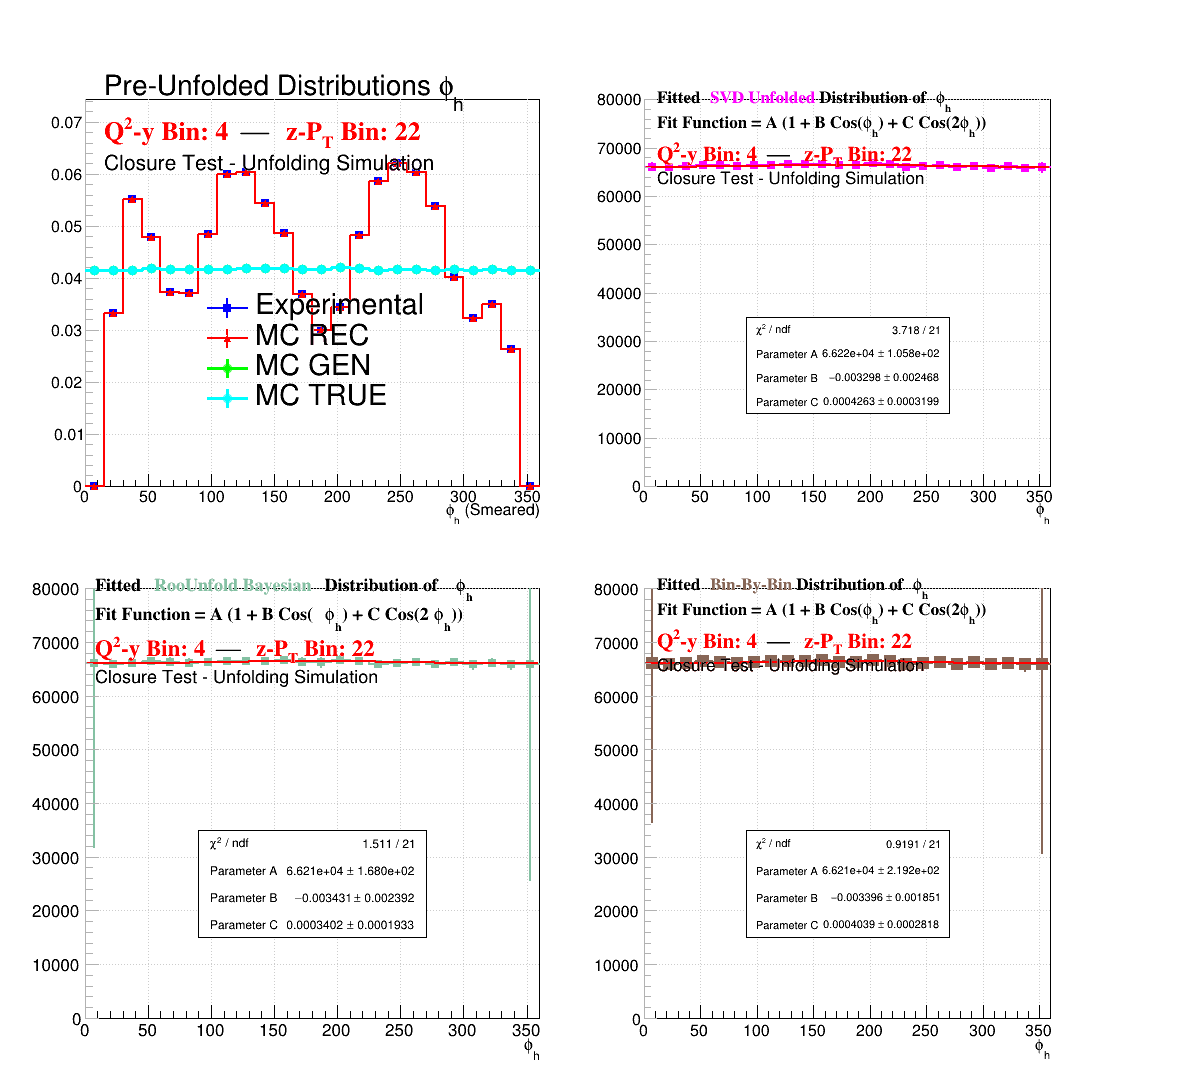 Pre-Unfolded Distributions ϕh
Q2-y Bin: 4 — z-PT Bin: 22
Closure Test - Unfolding Simulation
0.07
0.06
0.05
0.04
0.03
0.02
0.01
0
Experimental
MC REC
MC GEN
MC TRUE
0 50 100 150 200 250 300 350
ϕh (Smeared)
Fitted SVD Unfolded Distribution of ϕh
Fit Function = A (1 + B Cos(ϕh) + C Cos(2ϕh))
Q2-y Bin: 4 — z-PT Bin: 22
Closure Test - Unfolding Simulation
80000
70000
60000
50000
40000
30000
20000
10000
0
χ2 / ndf 3.718 / 21
Parameter A 6.622e+04 ± 1.058e+02
Parameter B −0.003298 ± 0.002468
Parameter C 0.0004263 ± 0.0003199
0 50 100 150 200 250 300 350
ϕh
Fitted RooUnfold Bayesian Distribution of ϕh
Fit Function = A (1 + B Cos( ϕh) + C Cos(2 ϕh))
Q2-y Bin: 4 — z-PT Bin: 22
Closure Test - Unfolding Simulation
80000
70000
60000
50000
40000
30000
20000
10000
0
χ2 / ndf 1.511 / 21
Parameter A 6.621e+04 ± 1.680e+02
Parameter B −0.003431 ± 0.002392
Parameter C 0.0003402 ± 0.0001933
0 50 100 150 200 250 300 350
ϕh
Fitted Bin-By-Bin Distribution of ϕh
Fit Function = A (1 + B Cos(ϕh) + C Cos(2ϕh))
Q2-y Bin: 4 — z-PT Bin: 22
Closure Test - Unfolding Simulation
80000
70000
60000
50000
40000
30000
20000
10000
0
χ2 / ndf 0.9191 / 21
Parameter A 6.621e+04 ± 2.192e+02
Parameter B −0.003396 ± 0.001851
Parameter C 0.0004039 ± 0.0002818
0 50 100 150 200 250 300 350
ϕh